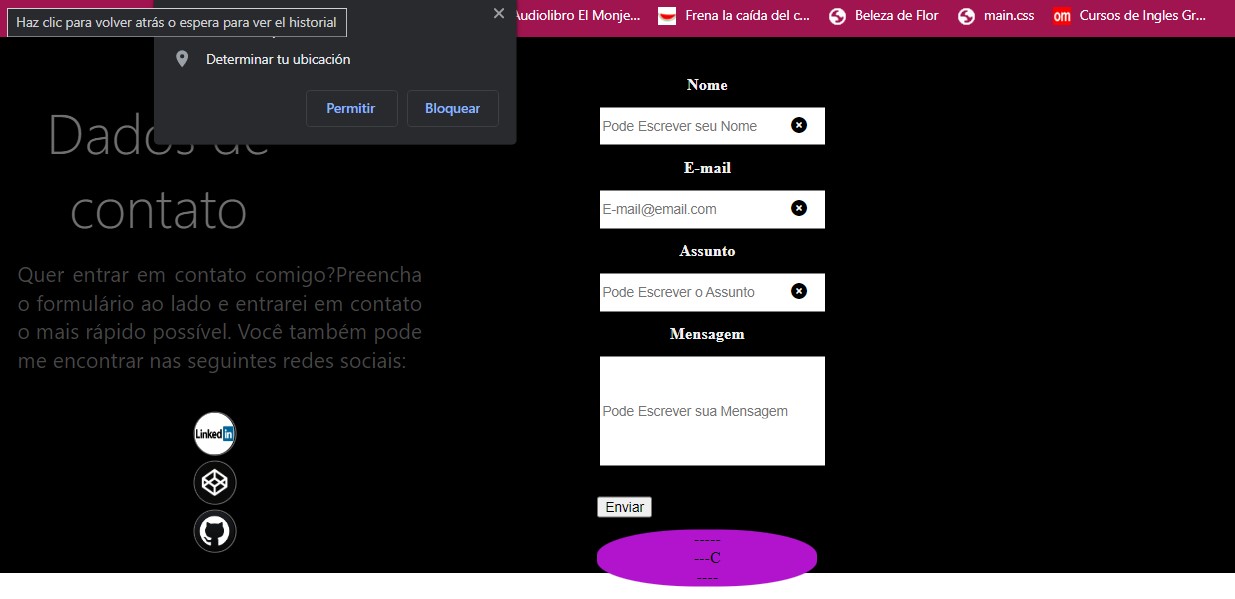 Haz clic para volver atrás o espera para ver el historial
Audiolibro El Monje...
Frena la caída del c...
Beleza de Flor
main.css
om
Cursos de Ingles Gr...
Determinar tu ubicación
Permitir
Bloquear
Dados de
contato
Quer entrar em contato comigo?Preencha
o formulário ao lado e entrarei em contato
o mais rápido possível. Você também pode
me encontrar nas seguintes redes sociais:
Linked in
Nome
Pode Escrever seu Nome
E-mail
E-mail@email.com
Assunto
Pode Escrever o Assunto
Mensagem
Pode Escrever sua Mensagem
Enviar
-----
---C
----